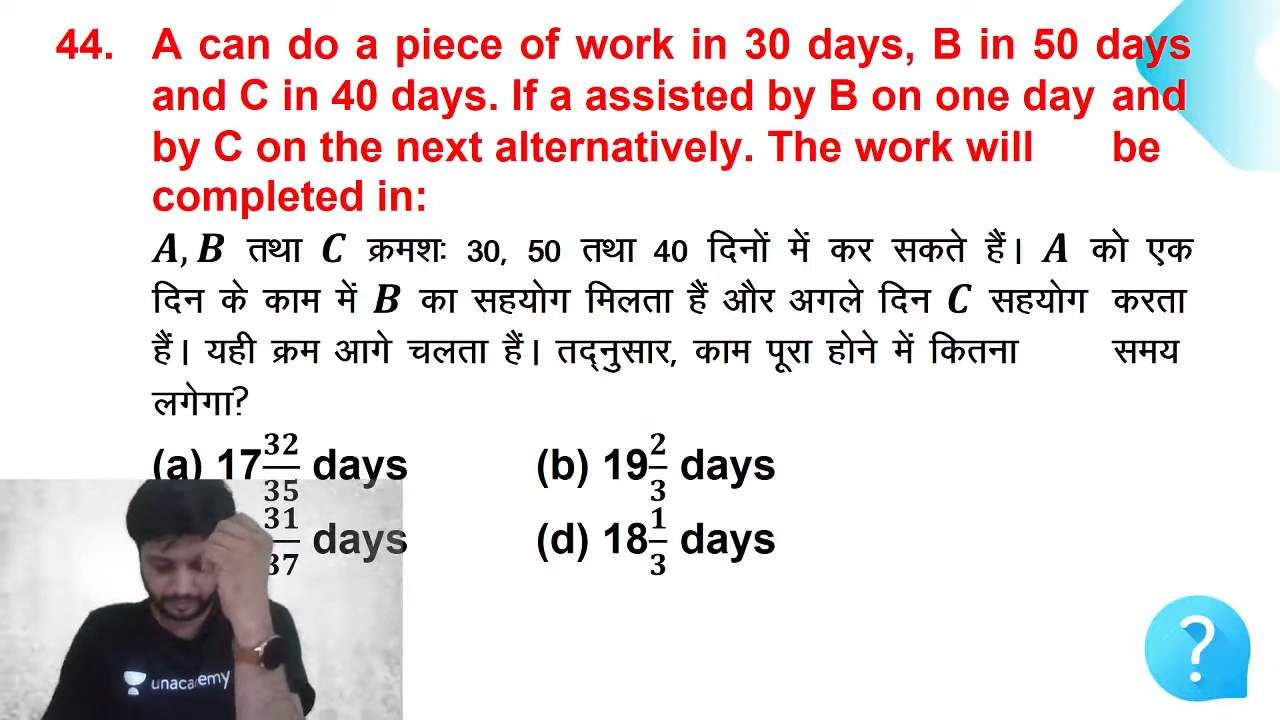 44. A can do a piece of work in 30 days, B in 50 days
and C in 40 days. If a assisted by B on one day and
by C on the next alternatively. The work will be
completed in:
A, B तथा C क्रमशः 30, 50 तथा 40 दिनों में कर सकते हैं। A को एक
दिन के काम में B का सहयोग मिलता हैं और अगले दिन C सहयोग करता
हैं। यही क्रम आगे चलता हैं। तद्नुसार, काम पूरा होने में कितना समय
लगेगा?
(a) 17 32/35 days (b) 19 2/3 days
31/37 days (d) 18 1/3 days
unacademy
?